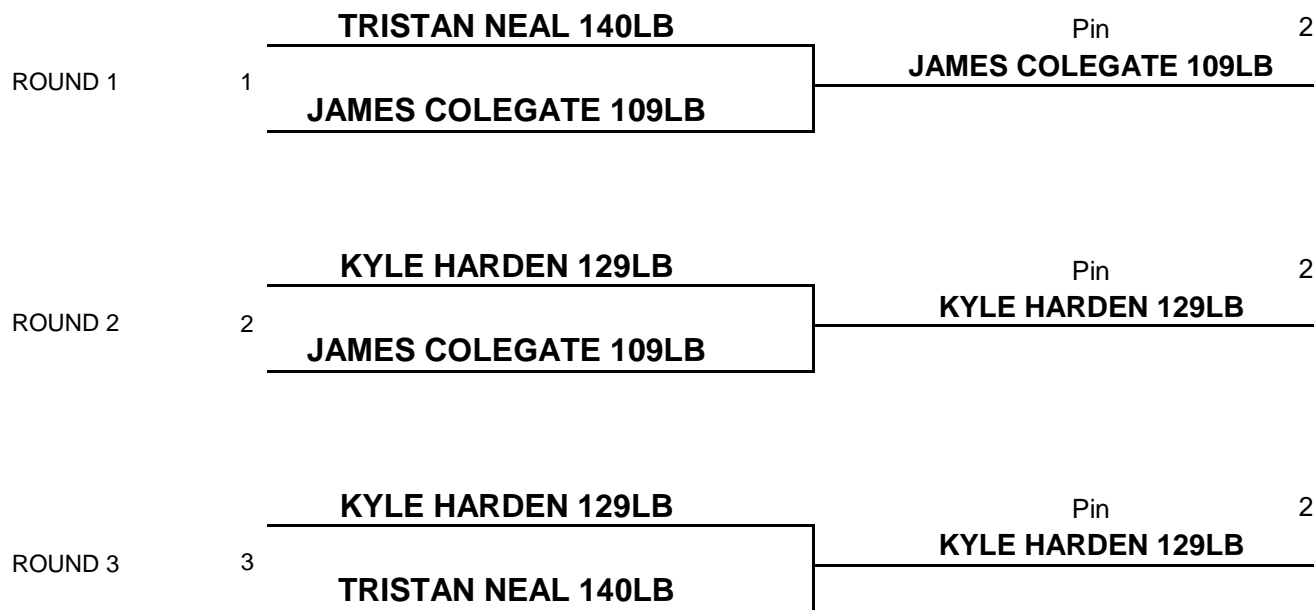 TRISTAN NEAL 140LB Pin 2
JAMES COLEGATE 109LB
ROUND 1 1
JAMES COLEGATE 109LB
KYLE HARDEN 129LB Pin 2
KYLE HARDEN 129LB
ROUND 2 2
JAMES COLEGATE 109LB
KYLE HARDEN 129LB Pin 2
KYLE HARDEN 129LB
ROUND 3 3
TRISTAN NEAL 140LB